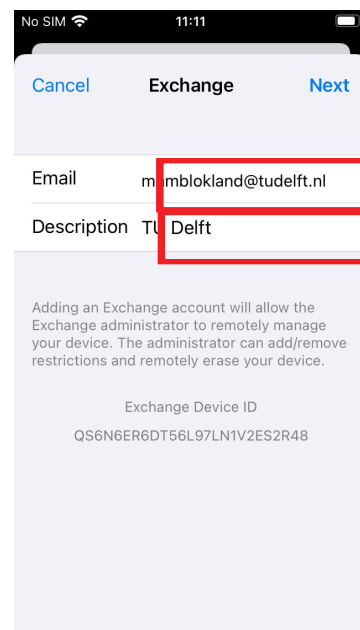 No SIM 11:11
Cancel Exchange Next
Email mamblokland@tudelft.nl
Description TU Delft
Adding an Exchange account will allow the
Exchange administrator to remotely manage
your device. The administrator can add/remove
restrictions and remotely erase your device.
Exchange Device ID
QS6N6ER6DT56L97LN1V2ES2R48